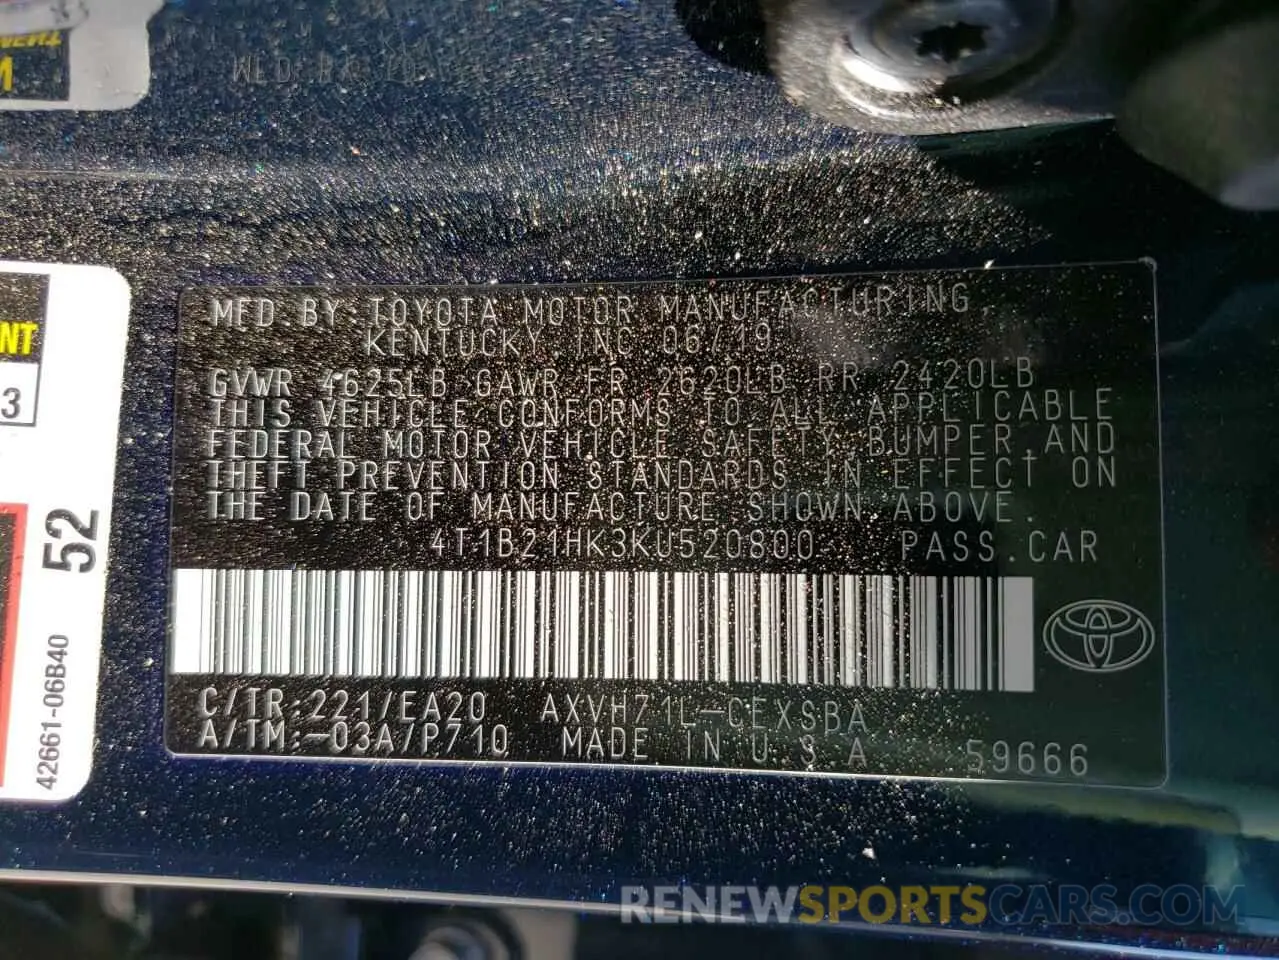 NT
3
52
42661-06B40
MFD. BY TOYOTA MOTOR MANUFACTURING,
KENTUCKY, INC 06/19
GVWR 4625LB GAWR FR 2620LB RR 2420LB
THIS VEHICLE CONFORMS TO ALL APPLICABLE
FEDERAL MOTOR VEHICLE SAFETY, BUMPER, AND
THEFT PREVENTION STANDARDS IN EFFECT ON
THE DATE OF MANUFACTURE SHOWN ABOVE.
4T1B21HK3KU520800 PASS. CAR
C/TR:221/EA20 AXVH71L-CEXSBA
A/TM:-03A/P710 MADE IN U.S.A 59666
RENEWSPORTSCARS.COM